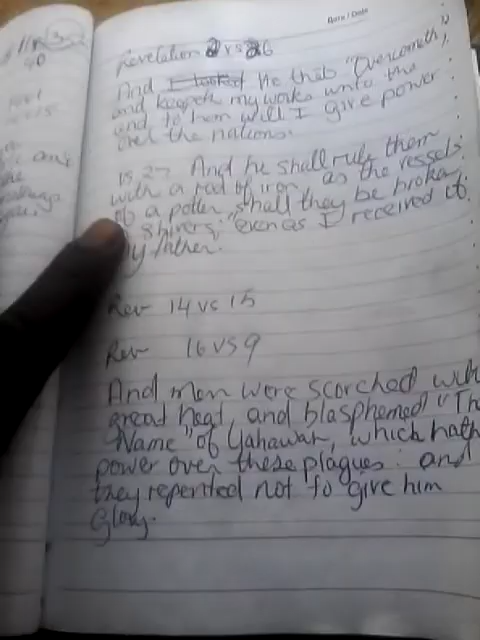 Date / Date
Revelation 2 vs 26
And I looked He that "Overcometh,"
and keepeth my works unto the
end to him will I give power
over the nations.
vs 27 And he shall rule them
with a rod of iron as the vessels
of a potter "shall they be broken
shivers," even as I received of
my father.
Rev 14 vs 15
Rev 16 vs 9
And men were scorched with
great heat, and blasphemed "The
Name" of Yahawah, which hath
power over these plagues: and
they repented not to give him
Glory.
40